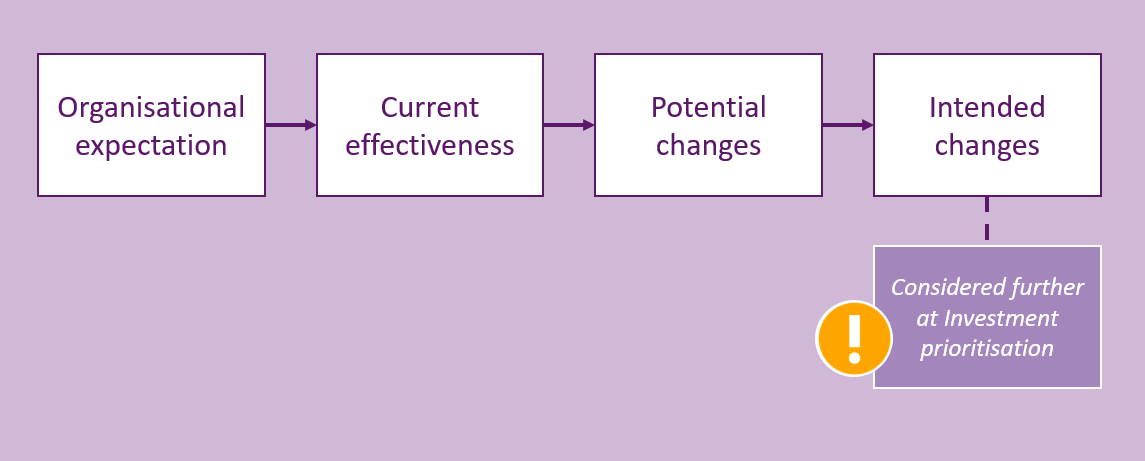 Organisational
expectation
Current
effectiveness
Potential
changes
Intended
changes
Considered further
at Investment
prioritisation